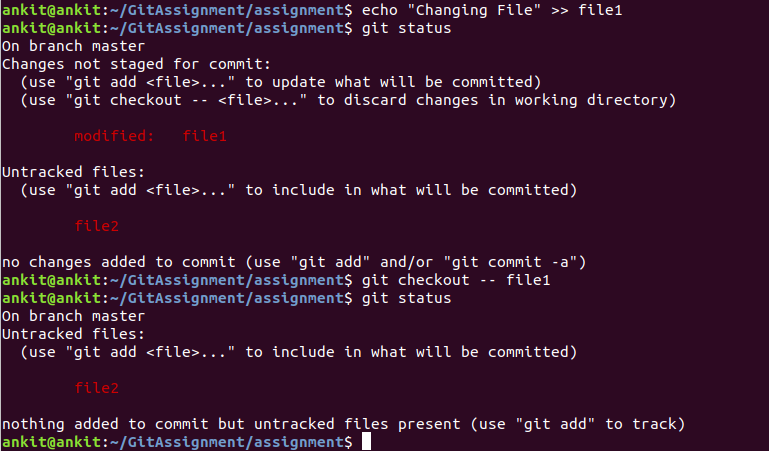 ankit@ankit:~/GitAssignment/assignment$ echo "Changing File" >> file1
ankit@ankit:~/GitAssignment/assignment$ git status
On branch master
Changes not staged for commit:
  (use "git add <file>..." to update what will be committed)
  (use "git checkout -- <file>..." to discard changes in working directory)

        modified:   file1

Untracked files:
  (use "git add <file>..." to include in what will be committed)

        file2

no changes added to commit (use "git add" and/or "git commit -a")
ankit@ankit:~/GitAssignment/assignment$ git checkout -- file1
ankit@ankit:~/GitAssignment/assignment$ git status
On branch master
Untracked files:
  (use "git add <file>..." to include in what will be committed)

        file2

nothing added to commit but untracked files present (use "git add" to track)
ankit@ankit:~/GitAssignment/assignment$